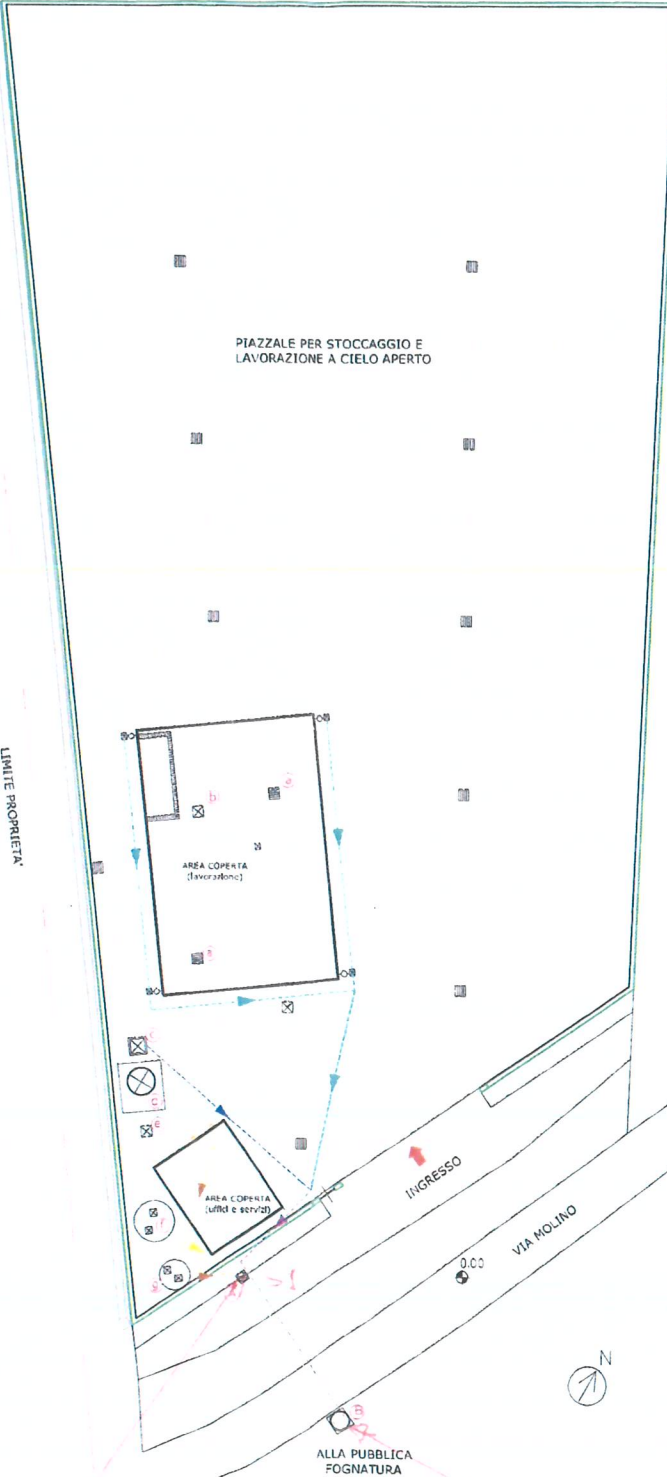 PIAZZALE PER STOCCAGGIO E
LAVORAZIONE A CIELO APERTO
LIMITE PROPRIETA'
b
a
AREA COPERTA
(lavorazione)
a
c
d
e
AREA COPERTA
(uffici e servizi)
f
g
1
INGRESSO
0.00
VIA MOLINO
N
B
ALLA PUBBLICA
FOGNATURA